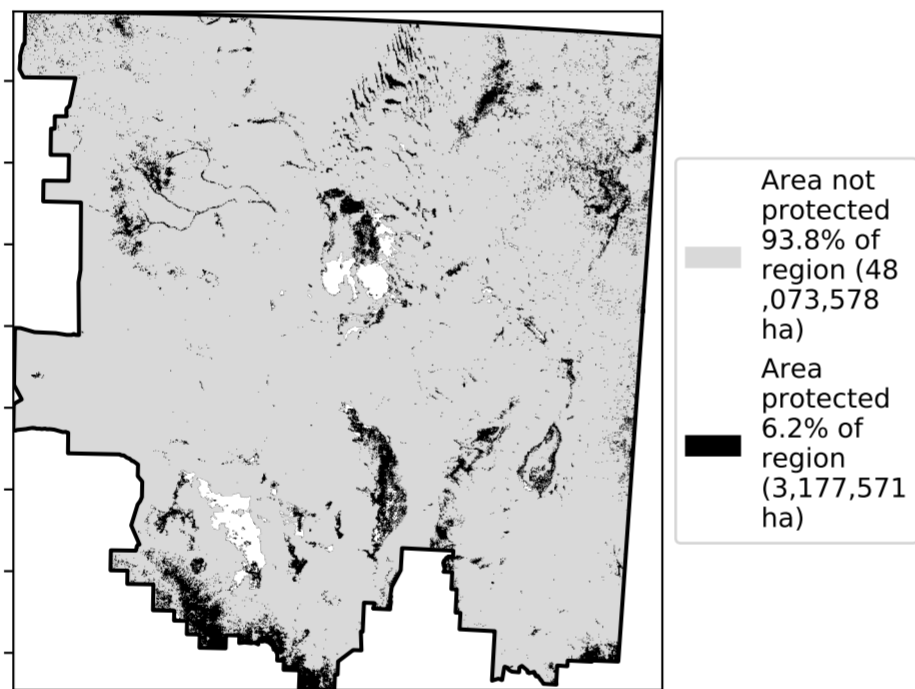 Area not
protected
93.8% of
region (48
,073,578
ha)
Area
protected
6.2% of
region
(3,177,571
ha)